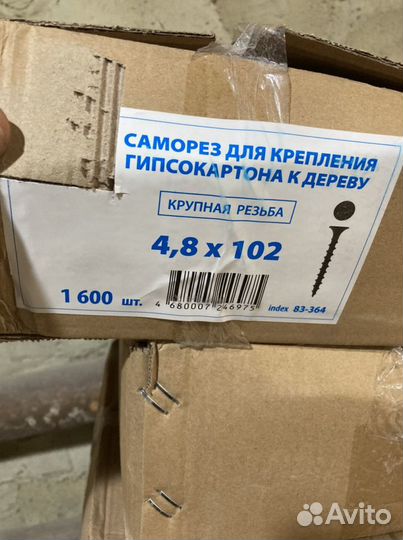 САМОРЕЗ ДЛЯ КРЕПЛЕНИЯ
ГИПСОКАРТОНА К ДЕРЕВУ
КРУПНАЯ РЕЗЬБА
4,8 х 102
1 600 шт.
4 680007 246975
index 83-364
Avito